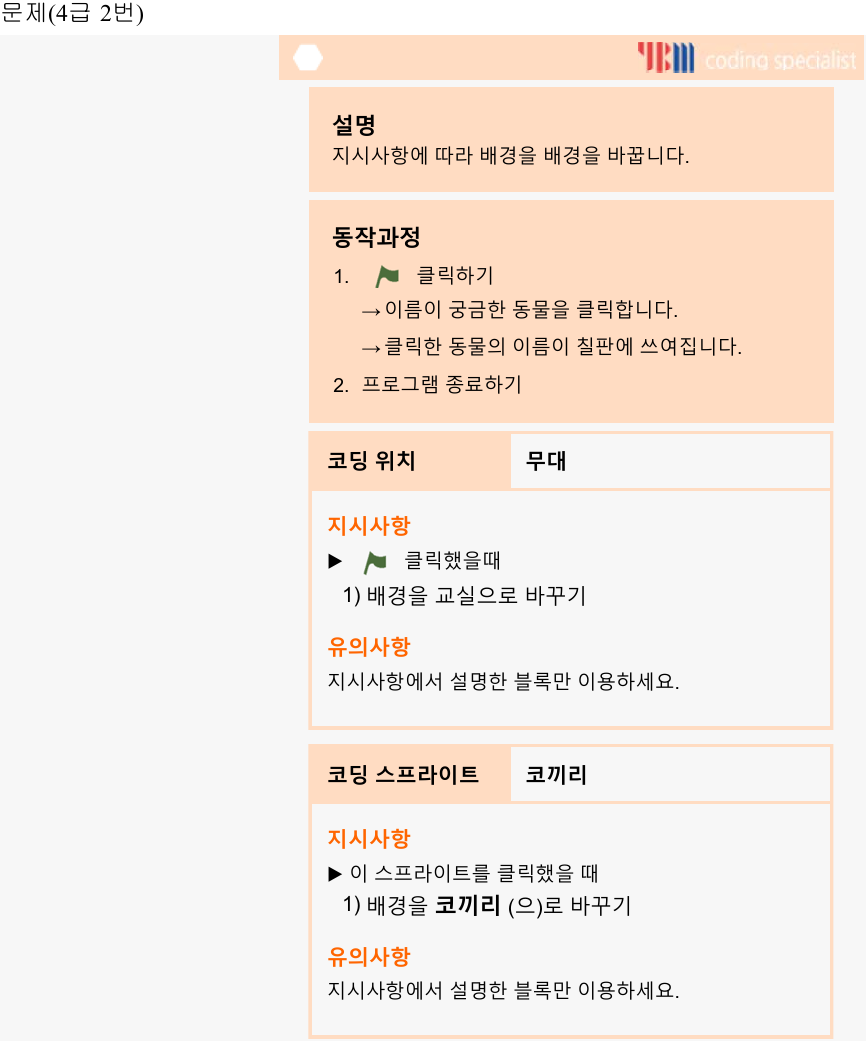 문제(4급 2번)
YBM coding specialist
설명
지시사항에 따라 배경을 배경을 바꿉니다.
동작과정
1. 클릭하기
→이름이 궁금한 동물을 클릭합니다.
→클릭한 동물의 이름이 칠판에 쓰여집니다.
2. 프로그램 종료하기
코딩 위치 무대
지시사항
▶ 클릭했을때
1) 배경을 교실으로 바꾸기
유의사항
지시사항에서 설명한 블록만 이용하세요.
코딩 스프라이트 코끼리
지시사항
▶ 이 스프라이트를 클릭했을 때
1) 배경을 코끼리 (으)로 바꾸기
유의사항
지시사항에서 설명한 블록만 이용하세요.